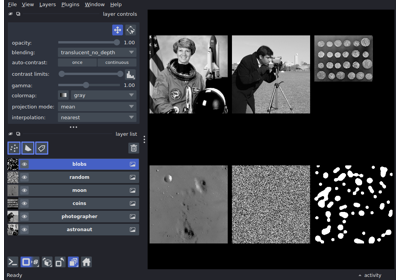 File View Layers Plugins Window Help
layer controls
opacity: 1.00
blending: translucent_no_depth
auto-contrast: once continuous
contrast limits:
gamma: 1.00
colormap: gray
projection mode: mean
interpolation: nearest
layer list
blobs
random
moon
coins
photographer
astronaut
Ready activity